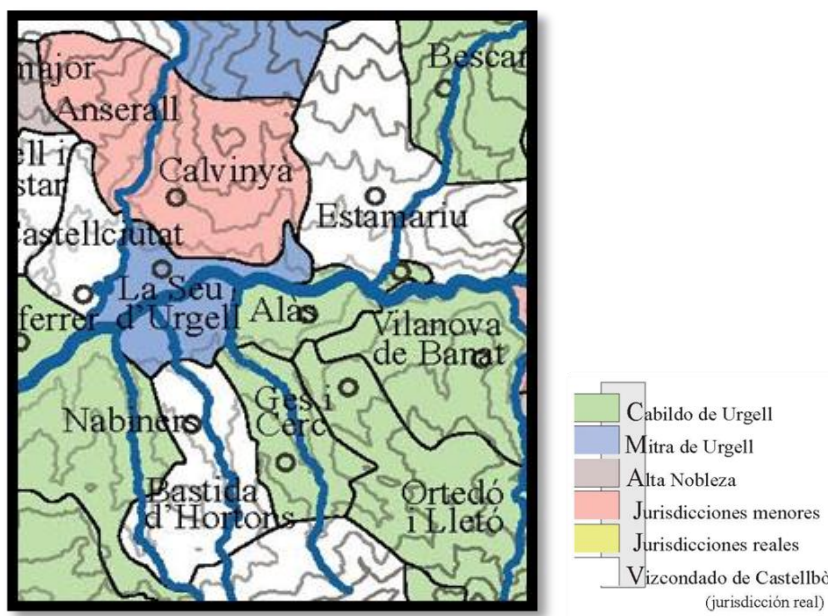 major
Bescar
Anserall
Calvinyà
ell i
star
Estamariu
astellciutat
La Seu
d'Urgell
Alàs
ferrer
Vilanova
de Banat
Nabiners
Ges i
Cerc
Bastida
d'Hortons
Ortedó
i Lletó
Cabildo de Urgell
Mitra de Urgell
Alta Nobleza
Jurisdicciones menores
Jurisdicciones reales
Vizcondado de Castellbò
(jurisdicción real)